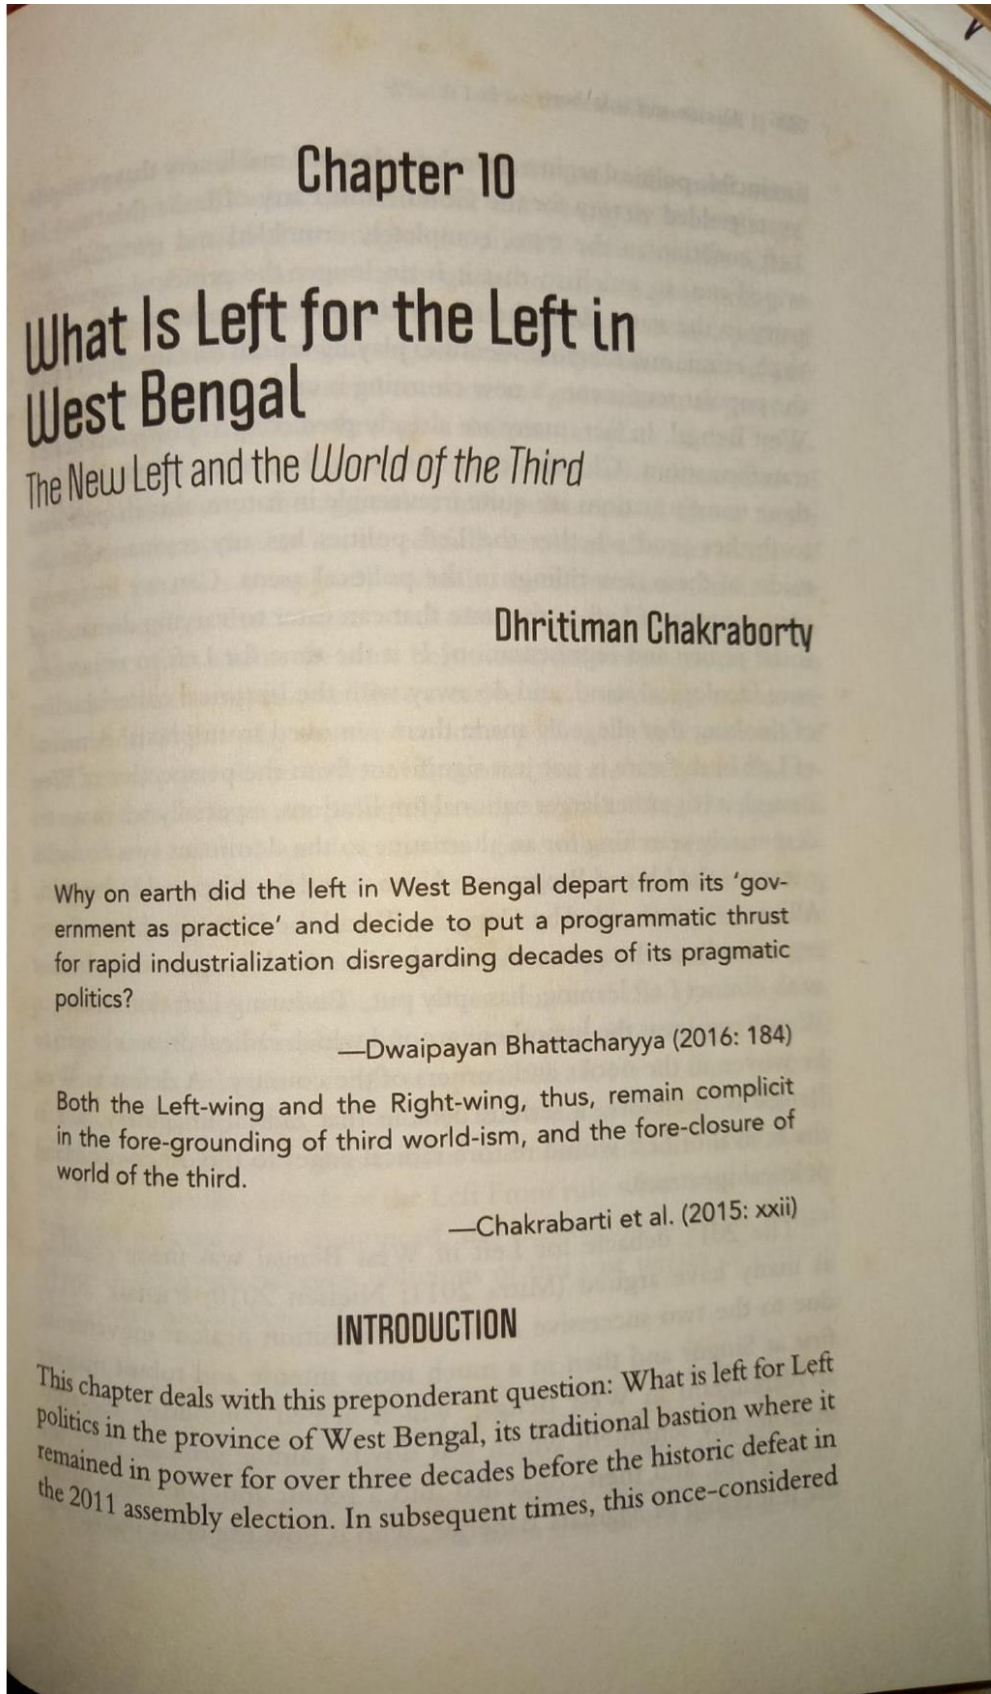 Chapter 10
What Is Left for the Left in
West Bengal
The New Left and the World of the Third
Dhritiman Chakraborty
Why on earth did the left in West Bengal depart from its ‘gov-
ernment as practice’ and decide to put a programmatic thrust
for rapid industrialization disregarding decades of its pragmatic
politics?
—Dwaipayan Bhattacharyya (2016: 184)
Both the Left-wing and the Right-wing, thus, remain complicit
in the fore-grounding of third world-ism, and the fore-closure of
world of the third.
—Chakrabarti et al. (2015: xxii)
INTRODUCTION
This chapter deals with this preponderant question: What is left for Left
politics in the province of West Bengal, its traditional bastion where it
remained in power for over three decades before the historic defeat in
the 2011 assembly election. In subsequent times, this once-considered